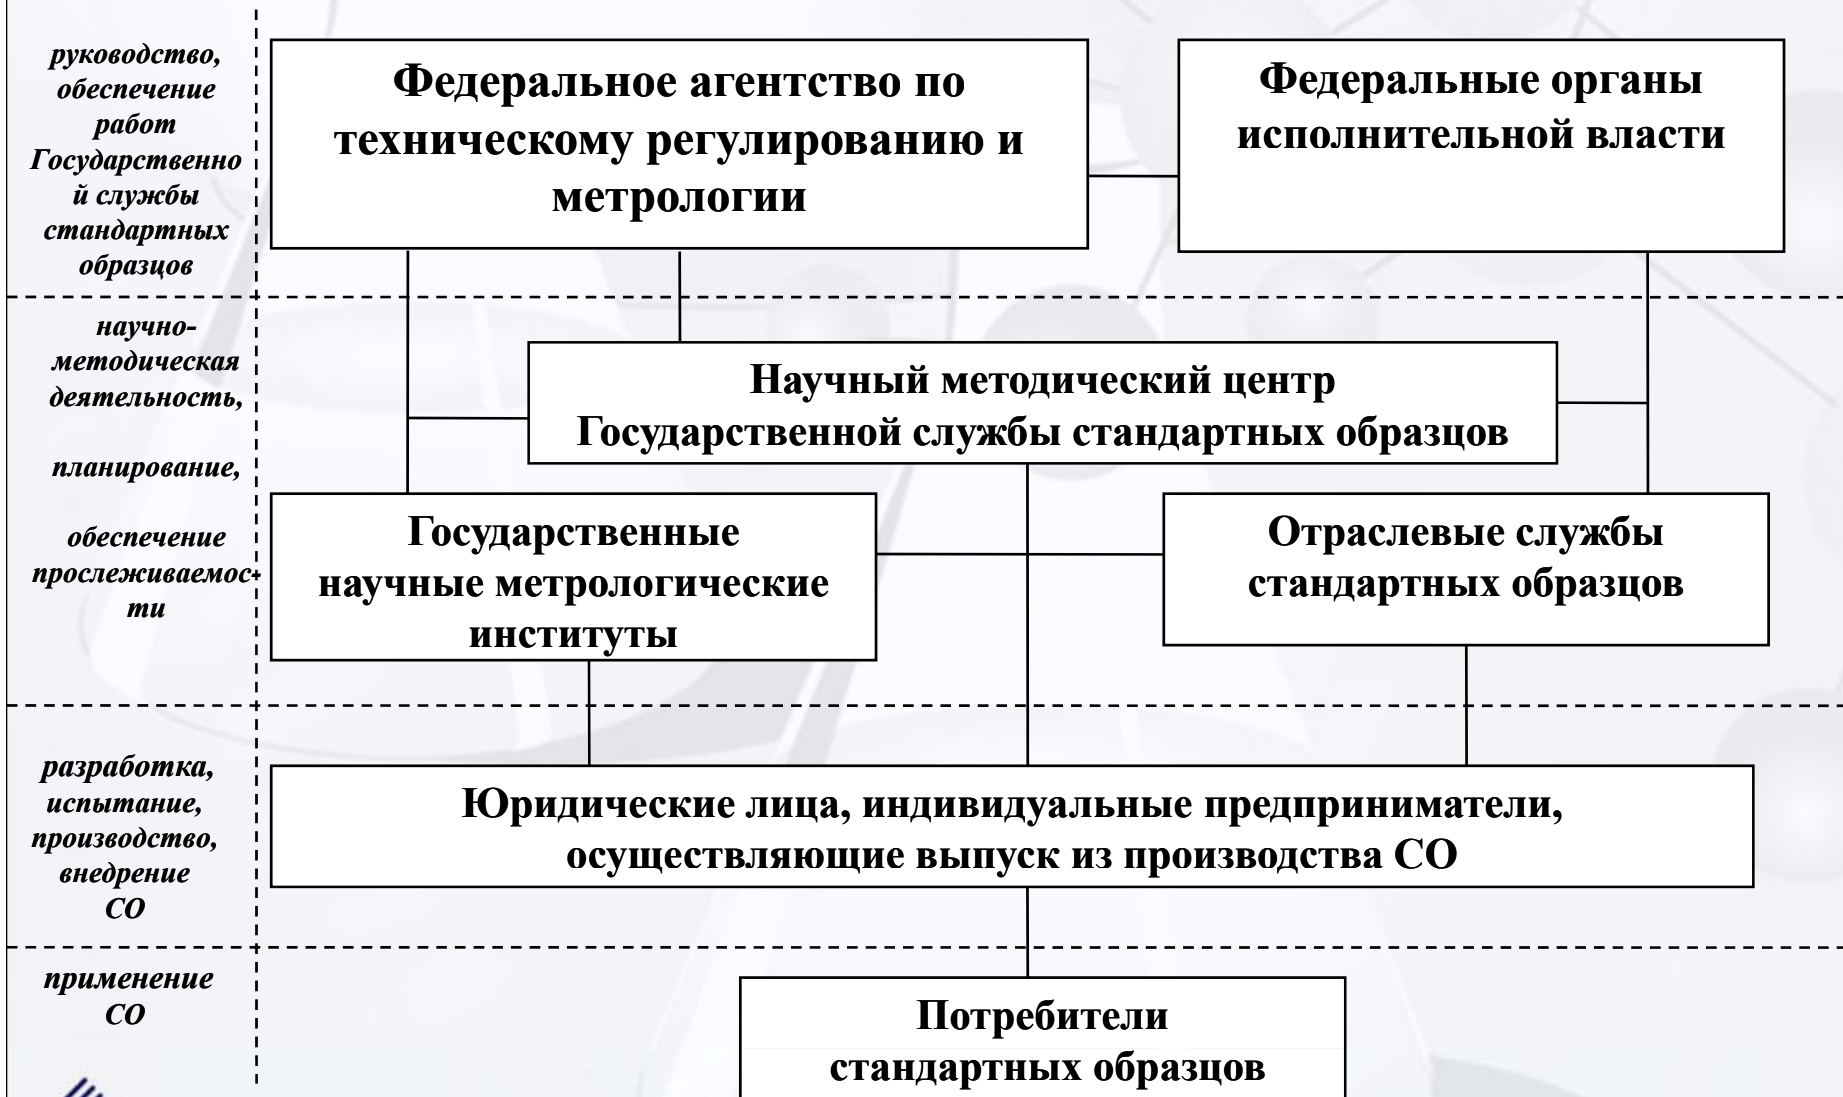 руководство,
обеспечение
работ
Государственно
й службы
стандартных
образцов
Федеральное агентство по
техническому регулированию и
метрологии
Федеральные органы
исполнительной власти
научно-
методическая
деятельность,
планирование,
обеспечение
прослеживаемос-
ти
Научный методический центр
Государственной службы стандартных образцов
Государственные
научные метрологические
институты
Отраслевые службы
стандартных образцов
разработка,
испытание,
производство,
внедрение
СО
Юридические лица, индивидуальные предприниматели,
осуществляющие выпуск из производства СО
применение
СО
Потребители
стандартных образцов